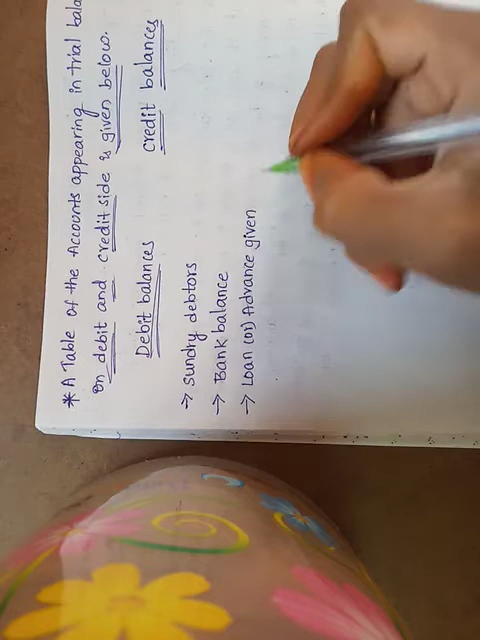 * A Table of the Accounts appearing in trial
on debit and credit side is given below.
Debit balances credit balances
→ Sundry debtors
→ Bank balance
→ Loan (or) Advance given